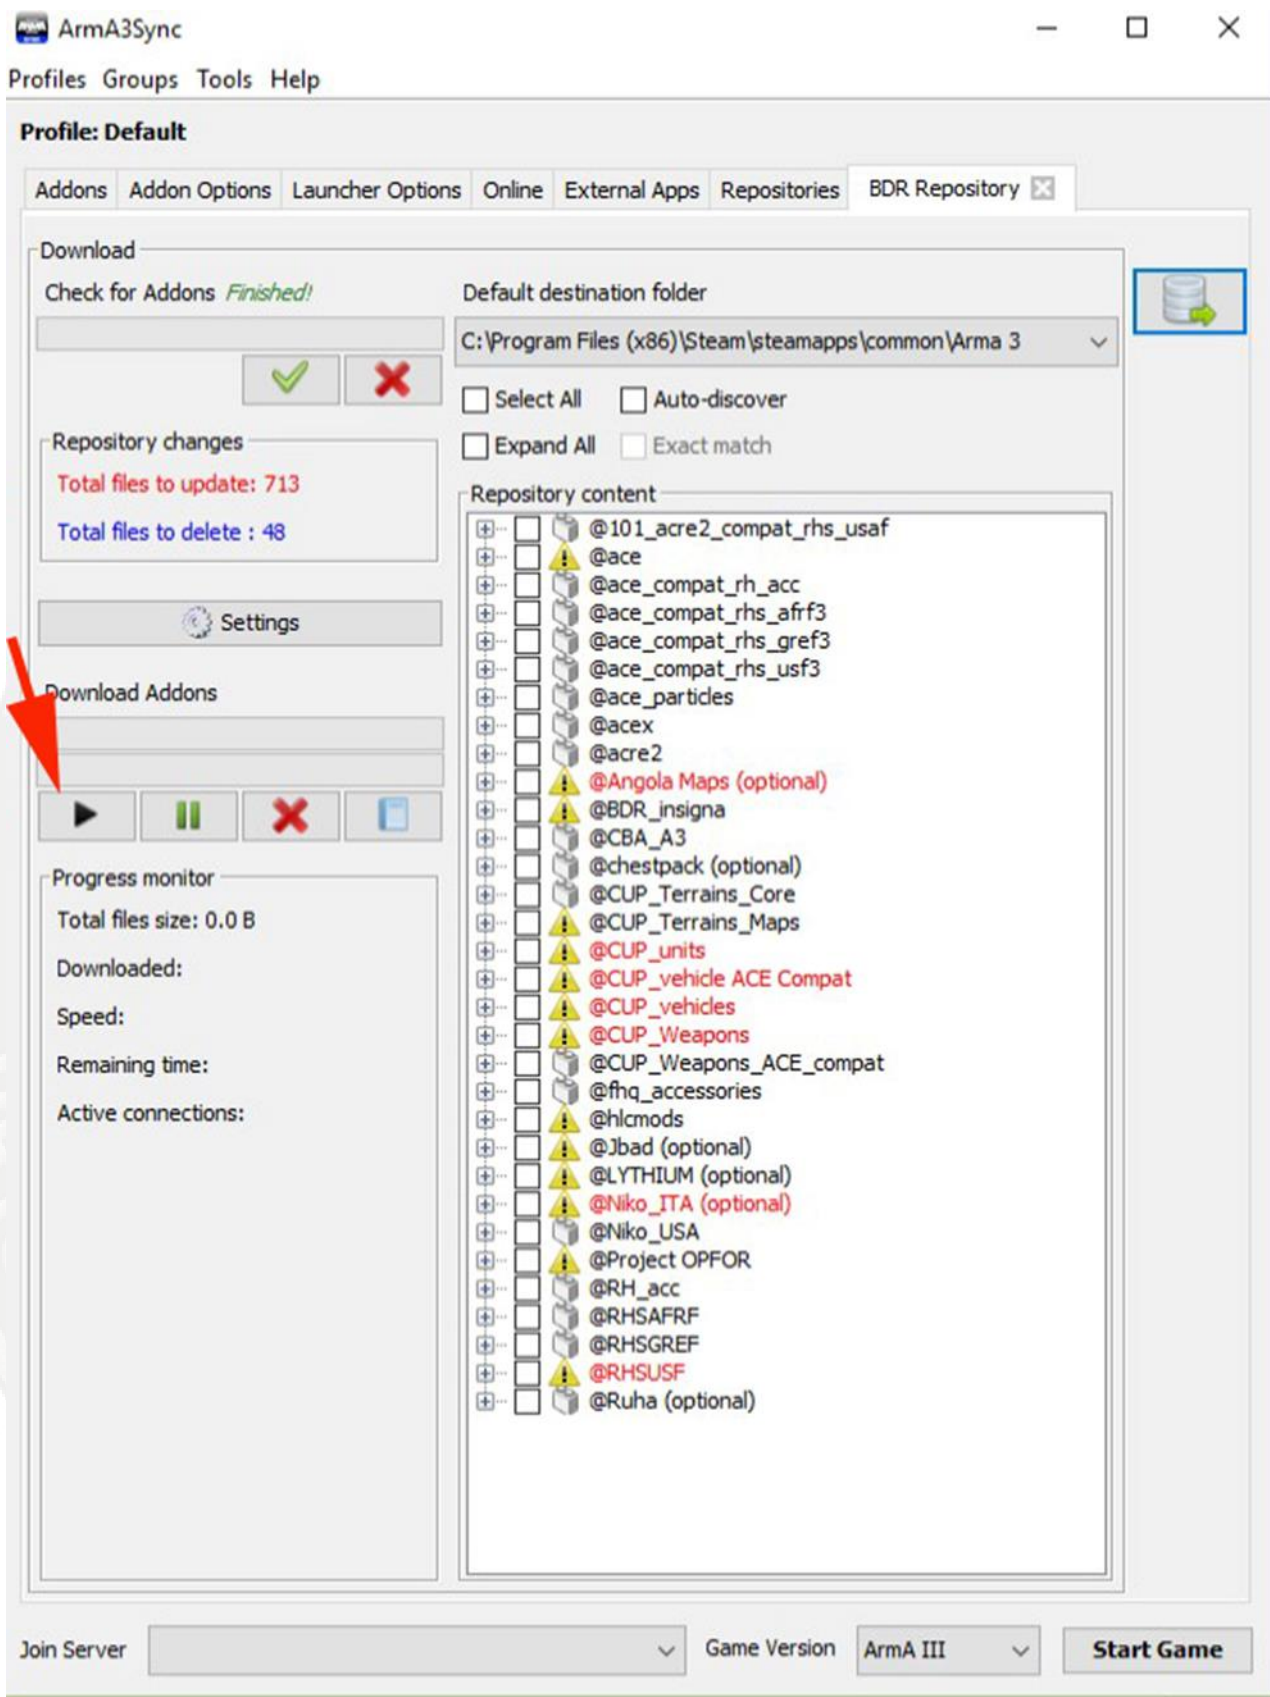 ArmA3Sync
Profiles Groups Tools Help
Profile: Default
Addons Addon Options Launcher Options Online External Apps Repositories BDR Repository
Download
Check for Addons Finished!
Default destination folder
C:\Program Files (x86)\Steam\steamapps\common\Arma 3
Select All Auto-discover
Expand All Exact match
Repository changes
Total files to update: 713
Total files to delete : 48
Settings
Download Addons
Progress monitor
Total files size: 0.0 B
Downloaded:
Speed:
Remaining time:
Active connections:
Repository content
@101_acre2_compat_rhs_usaf
@ace
@ace_compat_rh_acc
@ace_compat_rhs_afrf3
@ace_compat_rhs_gref3
@ace_compat_rhs_usf3
@ace_particles
@acex
@acre2
@Angola Maps (optional)
@BDR_insigna
@CBA_A3
@chestpack (optional)
@CUP_Terrains_Core
@CUP_Terrains_Maps
@CUP_units
@CUP_vehicle ACE Compat
@CUP_vehicles
@CUP_Weapons
@CUP_Weapons_ACE_compat
@fhq_accessories
@hlcmods
@Jbad (optional)
@LYTHIUM (optional)
@Niko_ITA (optional)
@Niko_USA
@Project OPFOR
@RH_acc
@RHSAFRF
@RHSGREF
@RHSUSF
@Ruha (optional)
Join Server Game Version ArmA III Start Game